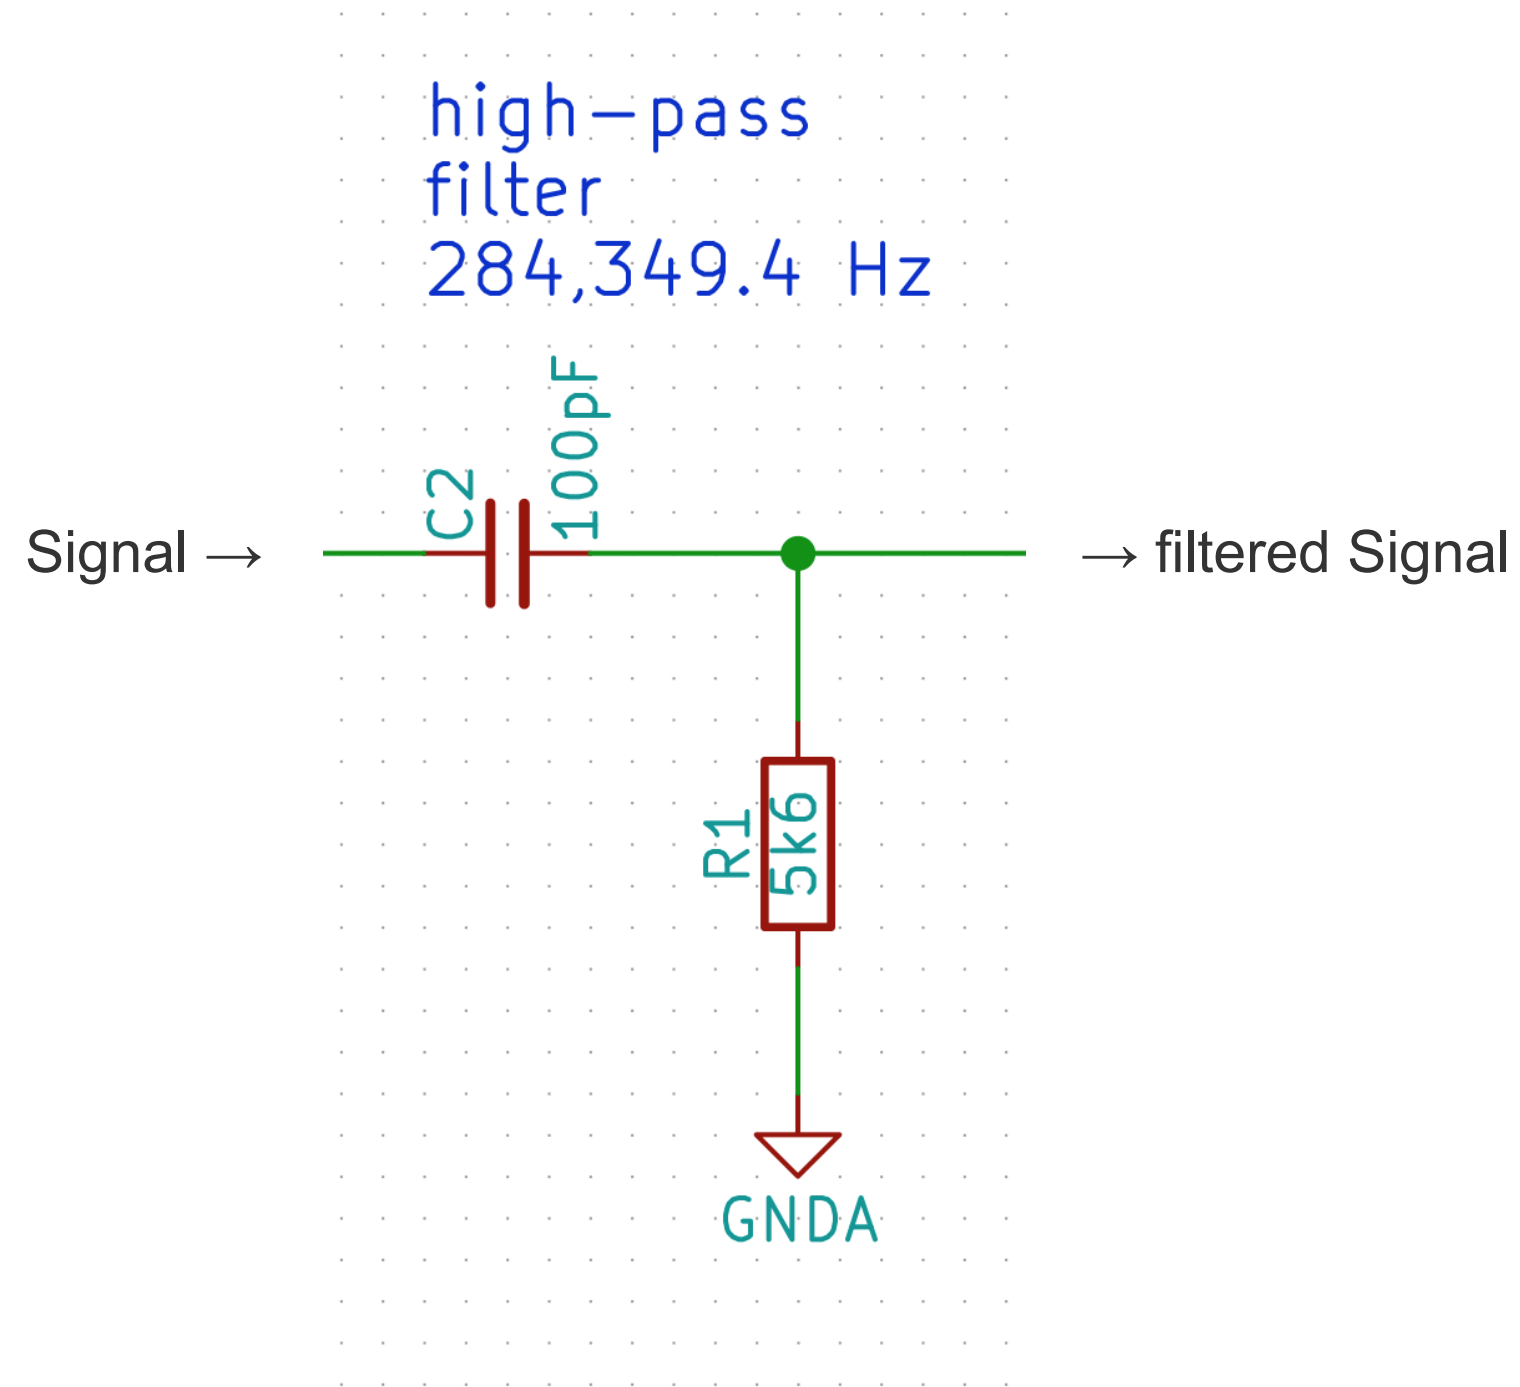 high-pass
filter
284,349.4 Hz
C2
100pF
Signal →
→ filtered Signal
R1
5k6
GNDA